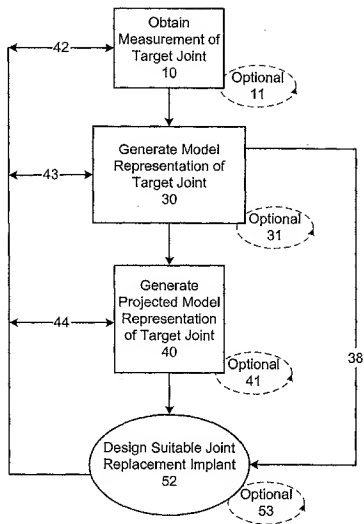 Obtain
Measurement of
Target Joint
10
Optional
11
42
Generate Model
Representation of
Target Joint
30
Optional
31
43
Generate
Projected Model
Representation
of Target Joint
40
Optional
41
44
38
Design Suitable Joint
Replacement Implant
52
Optional
53